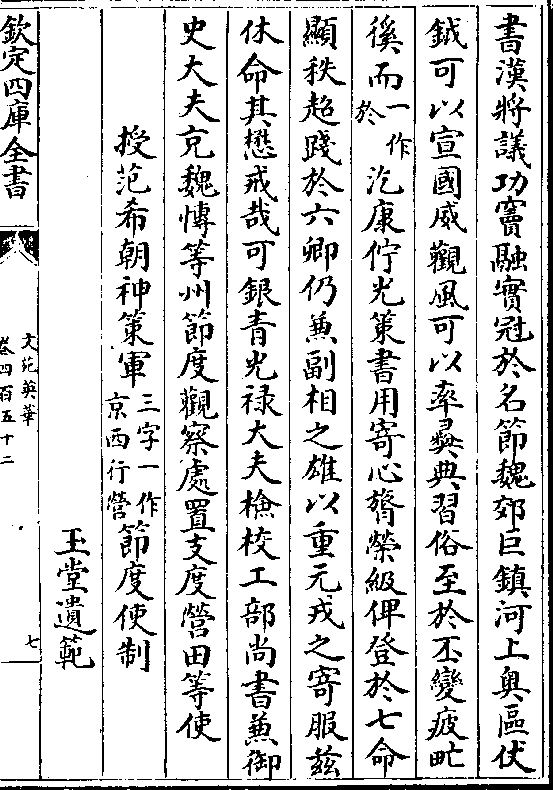 書漢將議功竇融實冠於名節魏郊巨鎮河上奥區伏
鉞可以宣國威觀風可以率彛典習俗至於丕變疲甿
徯而一作於汔康佇光策書用寄心膂榮級俾登於七命
顯秩超踐於六卿仍兼副相之雄以重元戎之寄服兹
休命其懋戒哉可銀青光禄大夫檢校工部尚書兼御
史大夫充魏慱等州節度觀察處置支度營田等使
授范希朝神策軍三字一作京西行營節度使制
玉堂遺範
欽定四庫全書
文苑英華
卷四百五十二
七